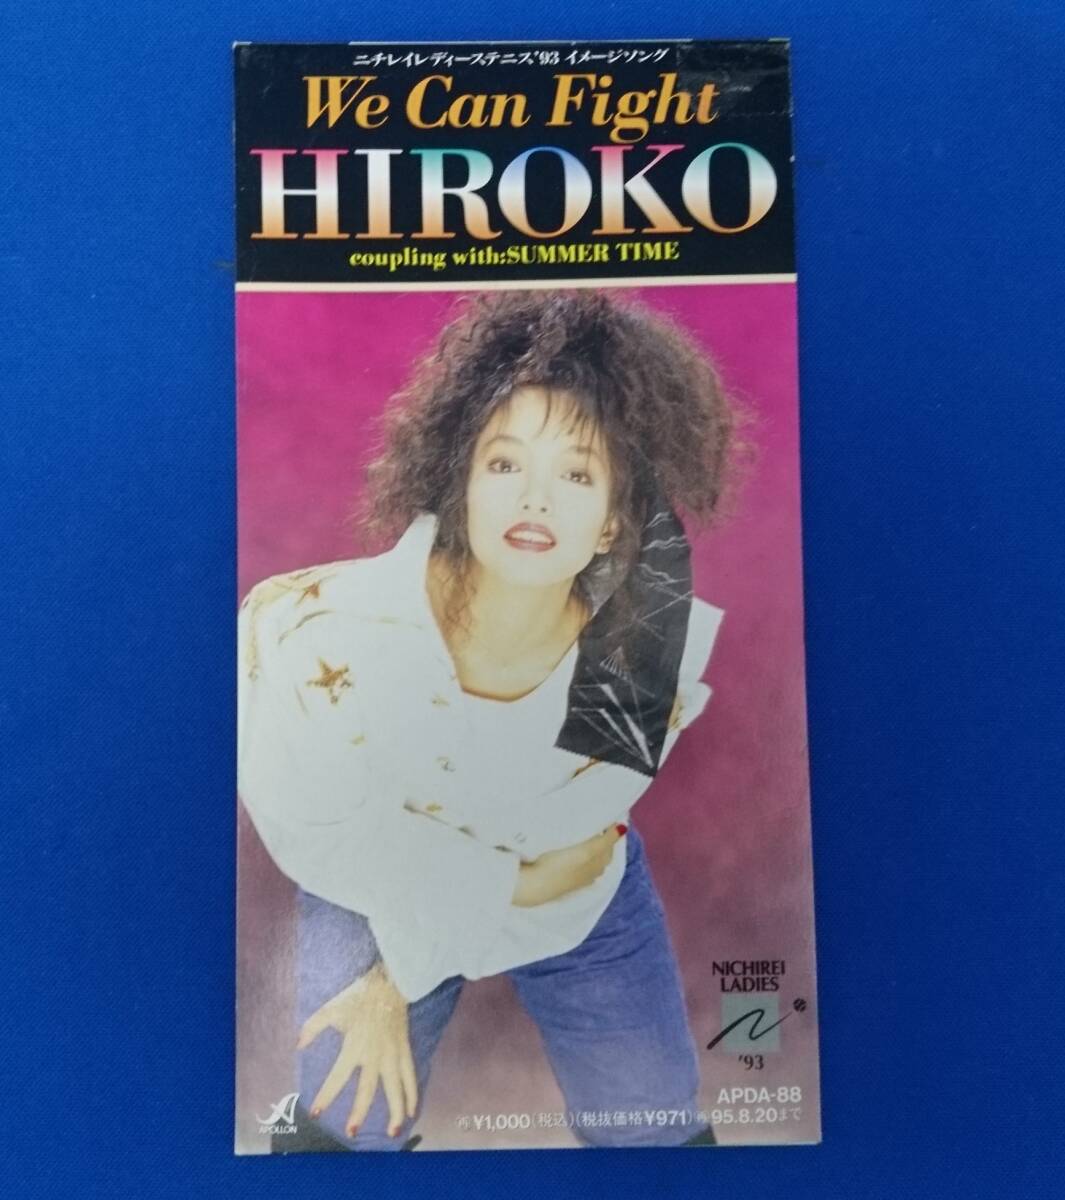 ニチレイレディーステニス'93 イメージソング
We Can Fight
HIROKO
coupling with:SUMMER TIME
NICHIREI
LADIES
'93
APDA-88
APOLLON
¥1,000(税込)(税抜価格¥971) 95.8.20まで